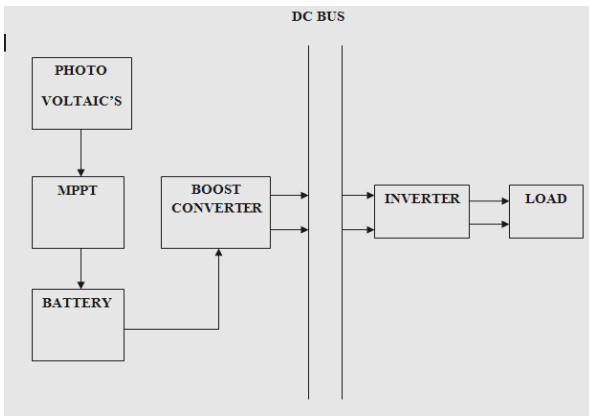 DC BUS
PHOTO
VOLTAIC'S
MPPT
BOOST
CONVERTER
INVERTER
LOAD
BATTERY